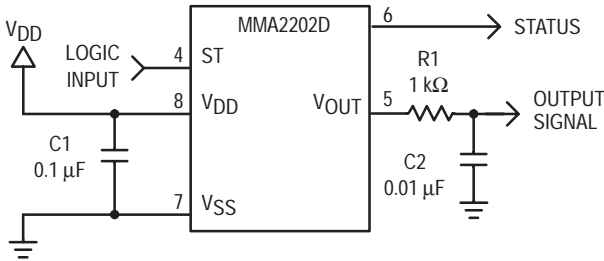 VDD
MMA2202D
6
STATUS
LOGIC
INPUT
4
ST
R1
1 kΩ
8
VDD
VOUT
5
OUTPUT
SIGNAL
C1
0.1 µF
C2
0.01 µF
7
VSS